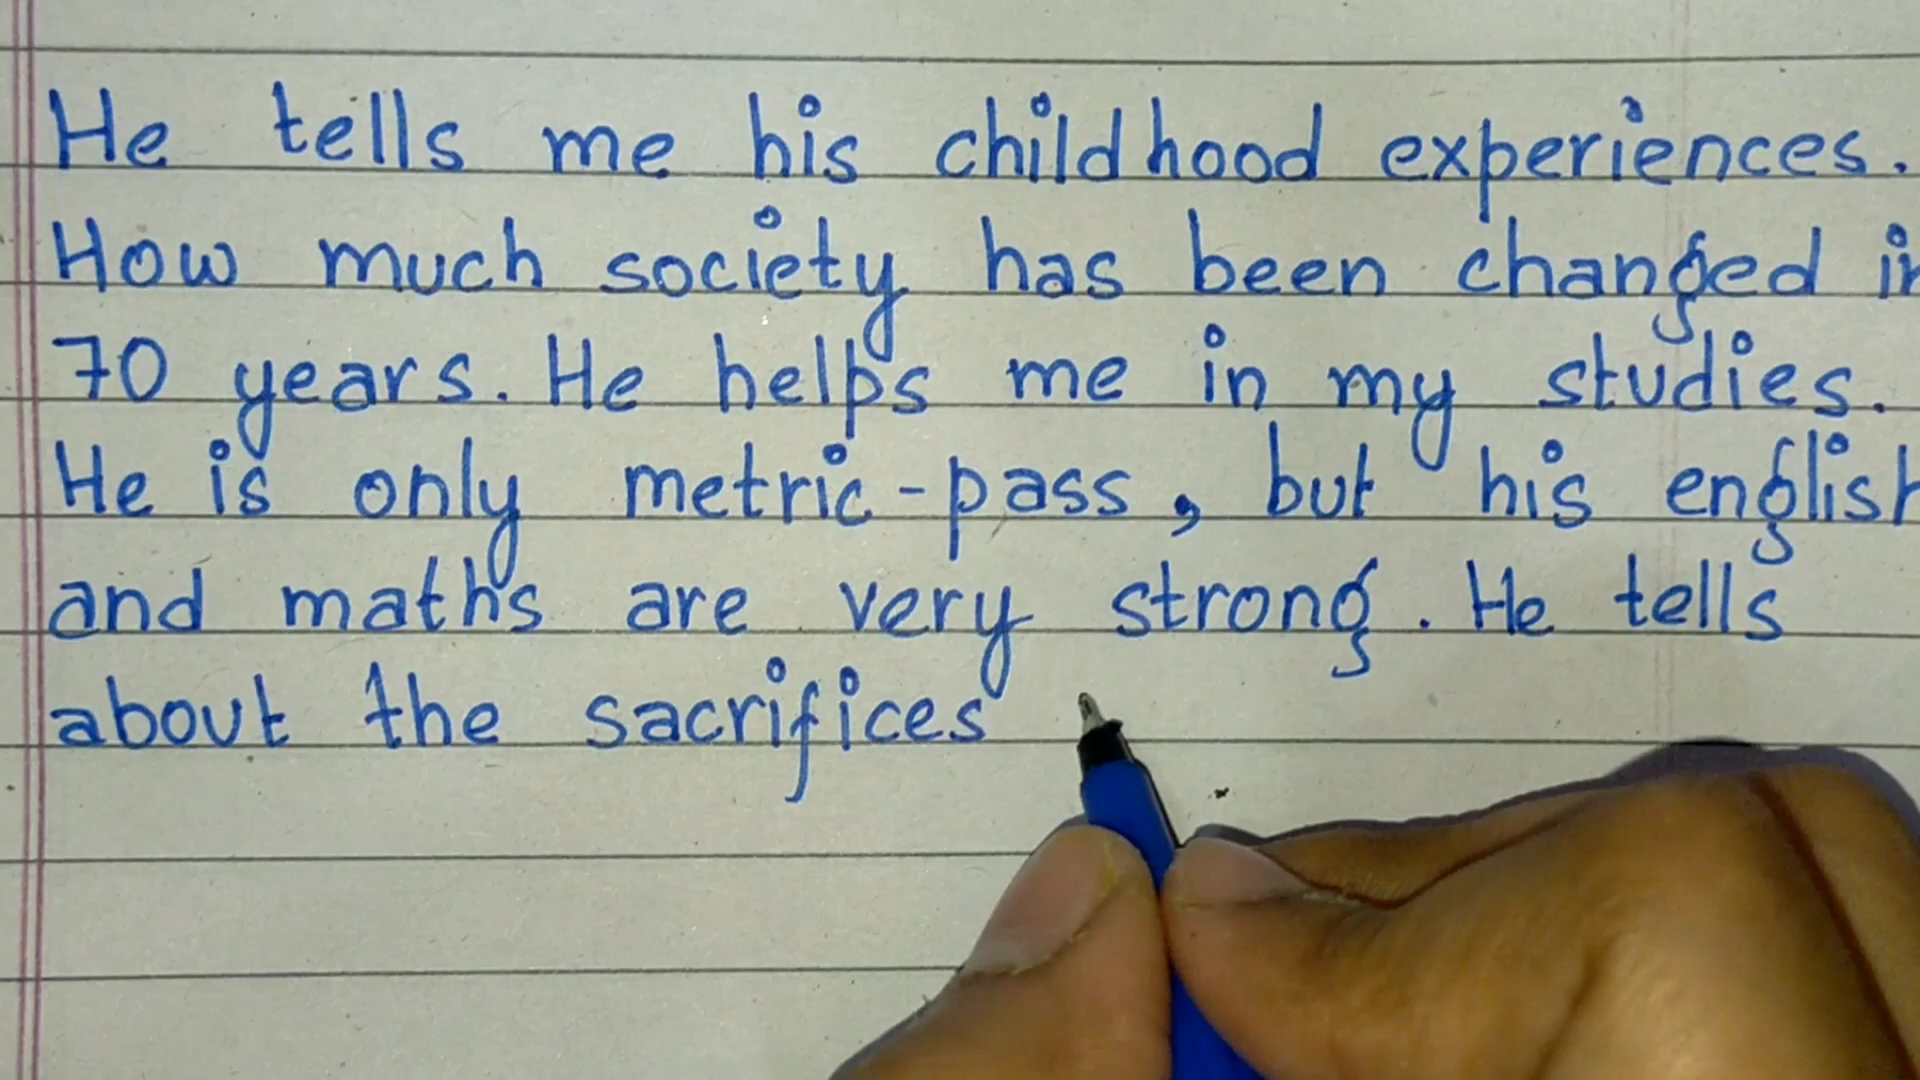 He tells me his childhood experiences.
How much society has been changed in
70 years. He helps me in my studies.
He is only metric-pass, but his english
and maths are very strong. He tells
about the sacrifices